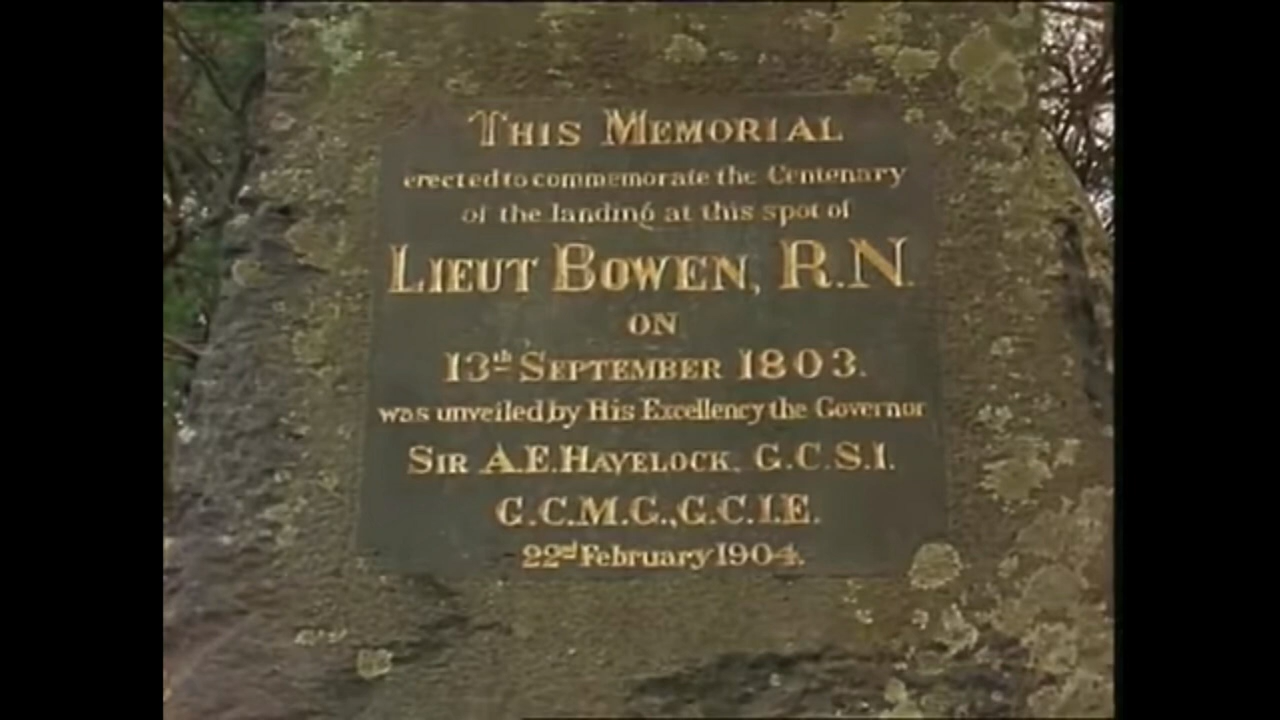 THIS MEMORIAL
erected to commemorate the Centenary
of the landing at this spot of
LIEUT BOWEN, R.N.
ON
13th SEPTEMBER 1803.
was unveiled by His Excellency the Governor
SIR A.E. HAVELOCK, G.C.S.I.
G.C.M.G., G.C.I.E.
22nd February 1904.